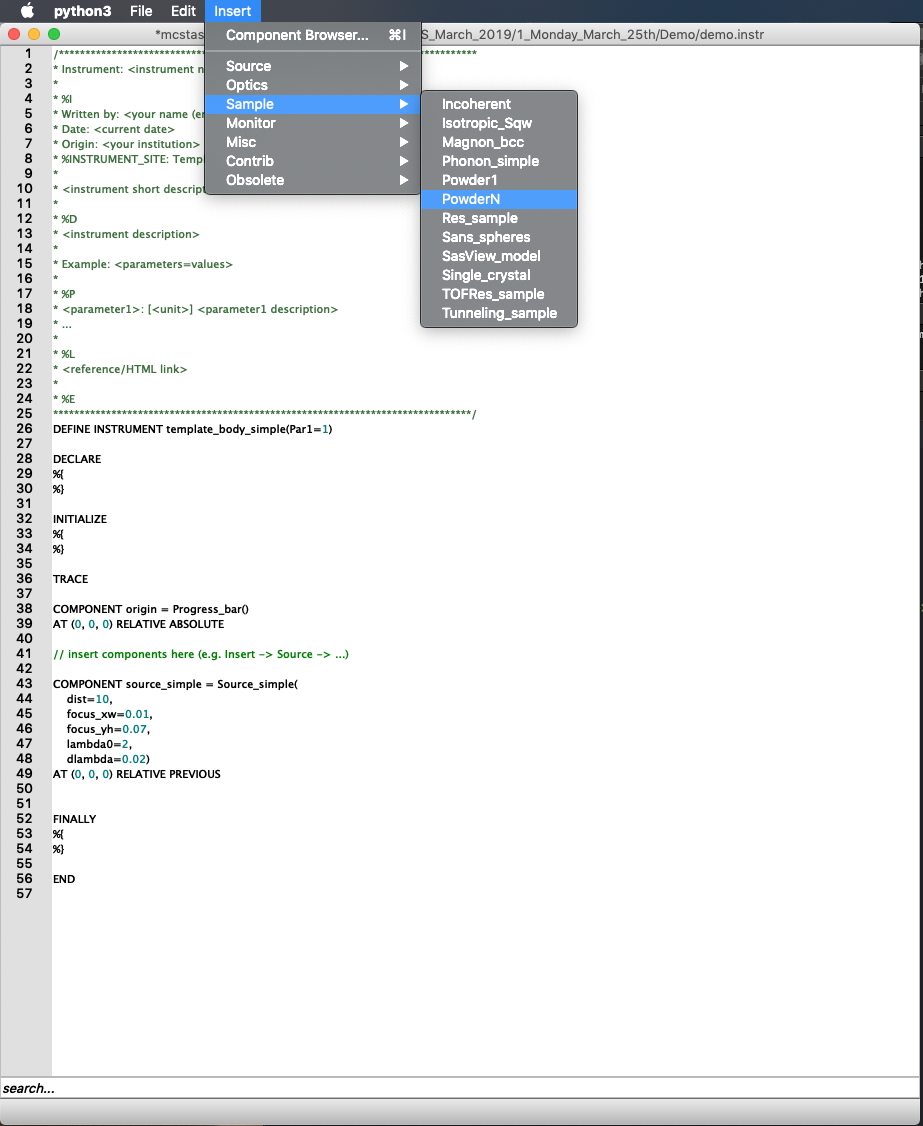 python3 File Edit Insert
*mcstas S_March_2019/1_Monday_March_25th/Demo/demo.instr
Component Browser... ⌘I
Source ▶
Optics ▶
Sample ▶
Monitor ▶
Misc ▶
Contrib ▶
Obsolete ▶
Incoherent
Isotropic_Sqw
Magnon_bcc
Phonon_simple
Powder1
PowderN
Res_sample
Sans_spheres
SasView_model
Single_crystal
TOFRes_sample
Tunneling_sample
1 /******************************************************************************
2 * Instrument: <instrument n
3 *
4 * %I
5 * Written by: <your name (e
6 * Date: <current date>
7 * Origin: <your institution>
8 * %INSTRUMENT_SITE: Temp
9 *
10 * <instrument short descript
11 *
12 * %D
13 * <instrument description>
14 *
15 * Example: <parameters=values>
16 *
17 * %P
18 * <parameter1>: [<unit>] <parameter1 description>
19 * ...
20 *
21 * %L
22 * <reference/HTML link>
23 *
24 * %E
25 ******************************************************************************/
26 DEFINE INSTRUMENT template_body_simple(Par1=1)
27
28 DECLARE
29 %{
30 %}
31
32 INITIALIZE
33 %{
34 %}
35
36 TRACE
37
38 COMPONENT origin = Progress_bar()
39 AT (0, 0, 0) RELATIVE ABSOLUTE
40
41 // insert components here (e.g. Insert -> Source -> ...)
42
43 COMPONENT source_simple = Source_simple(
44 dist=10,
45 focus_xw=0.01,
46 focus_yh=0.07,
47 lambda0=2,
48 dlambda=0.02)
49 AT (0, 0, 0) RELATIVE PREVIOUS
50
51
52 FINALLY
53 %{
54 %}
55
56 END
57
search...